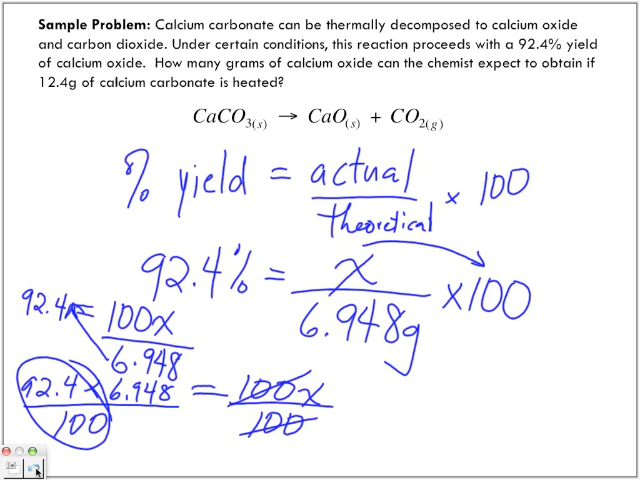 Sample Problem: Calcium carbonate can be thermally decomposed to calcium oxide
and carbon dioxide. Under certain conditions, this reaction proceeds with a 92.4% yield
of calcium oxide.  How many grams of calcium oxide can the chemist expect to obtain if
12.4g of calcium carbonate is heated?
CaCO₃₍ₛ₎ → CaO₍ₛ₎ + CO₂₍g₎
% yield = actual / theoretical × 100
92.4% = x / 6.948g × 100
92.4 = 100x / 6.948
92.4 × 6.948 / 100 = 100x / 100